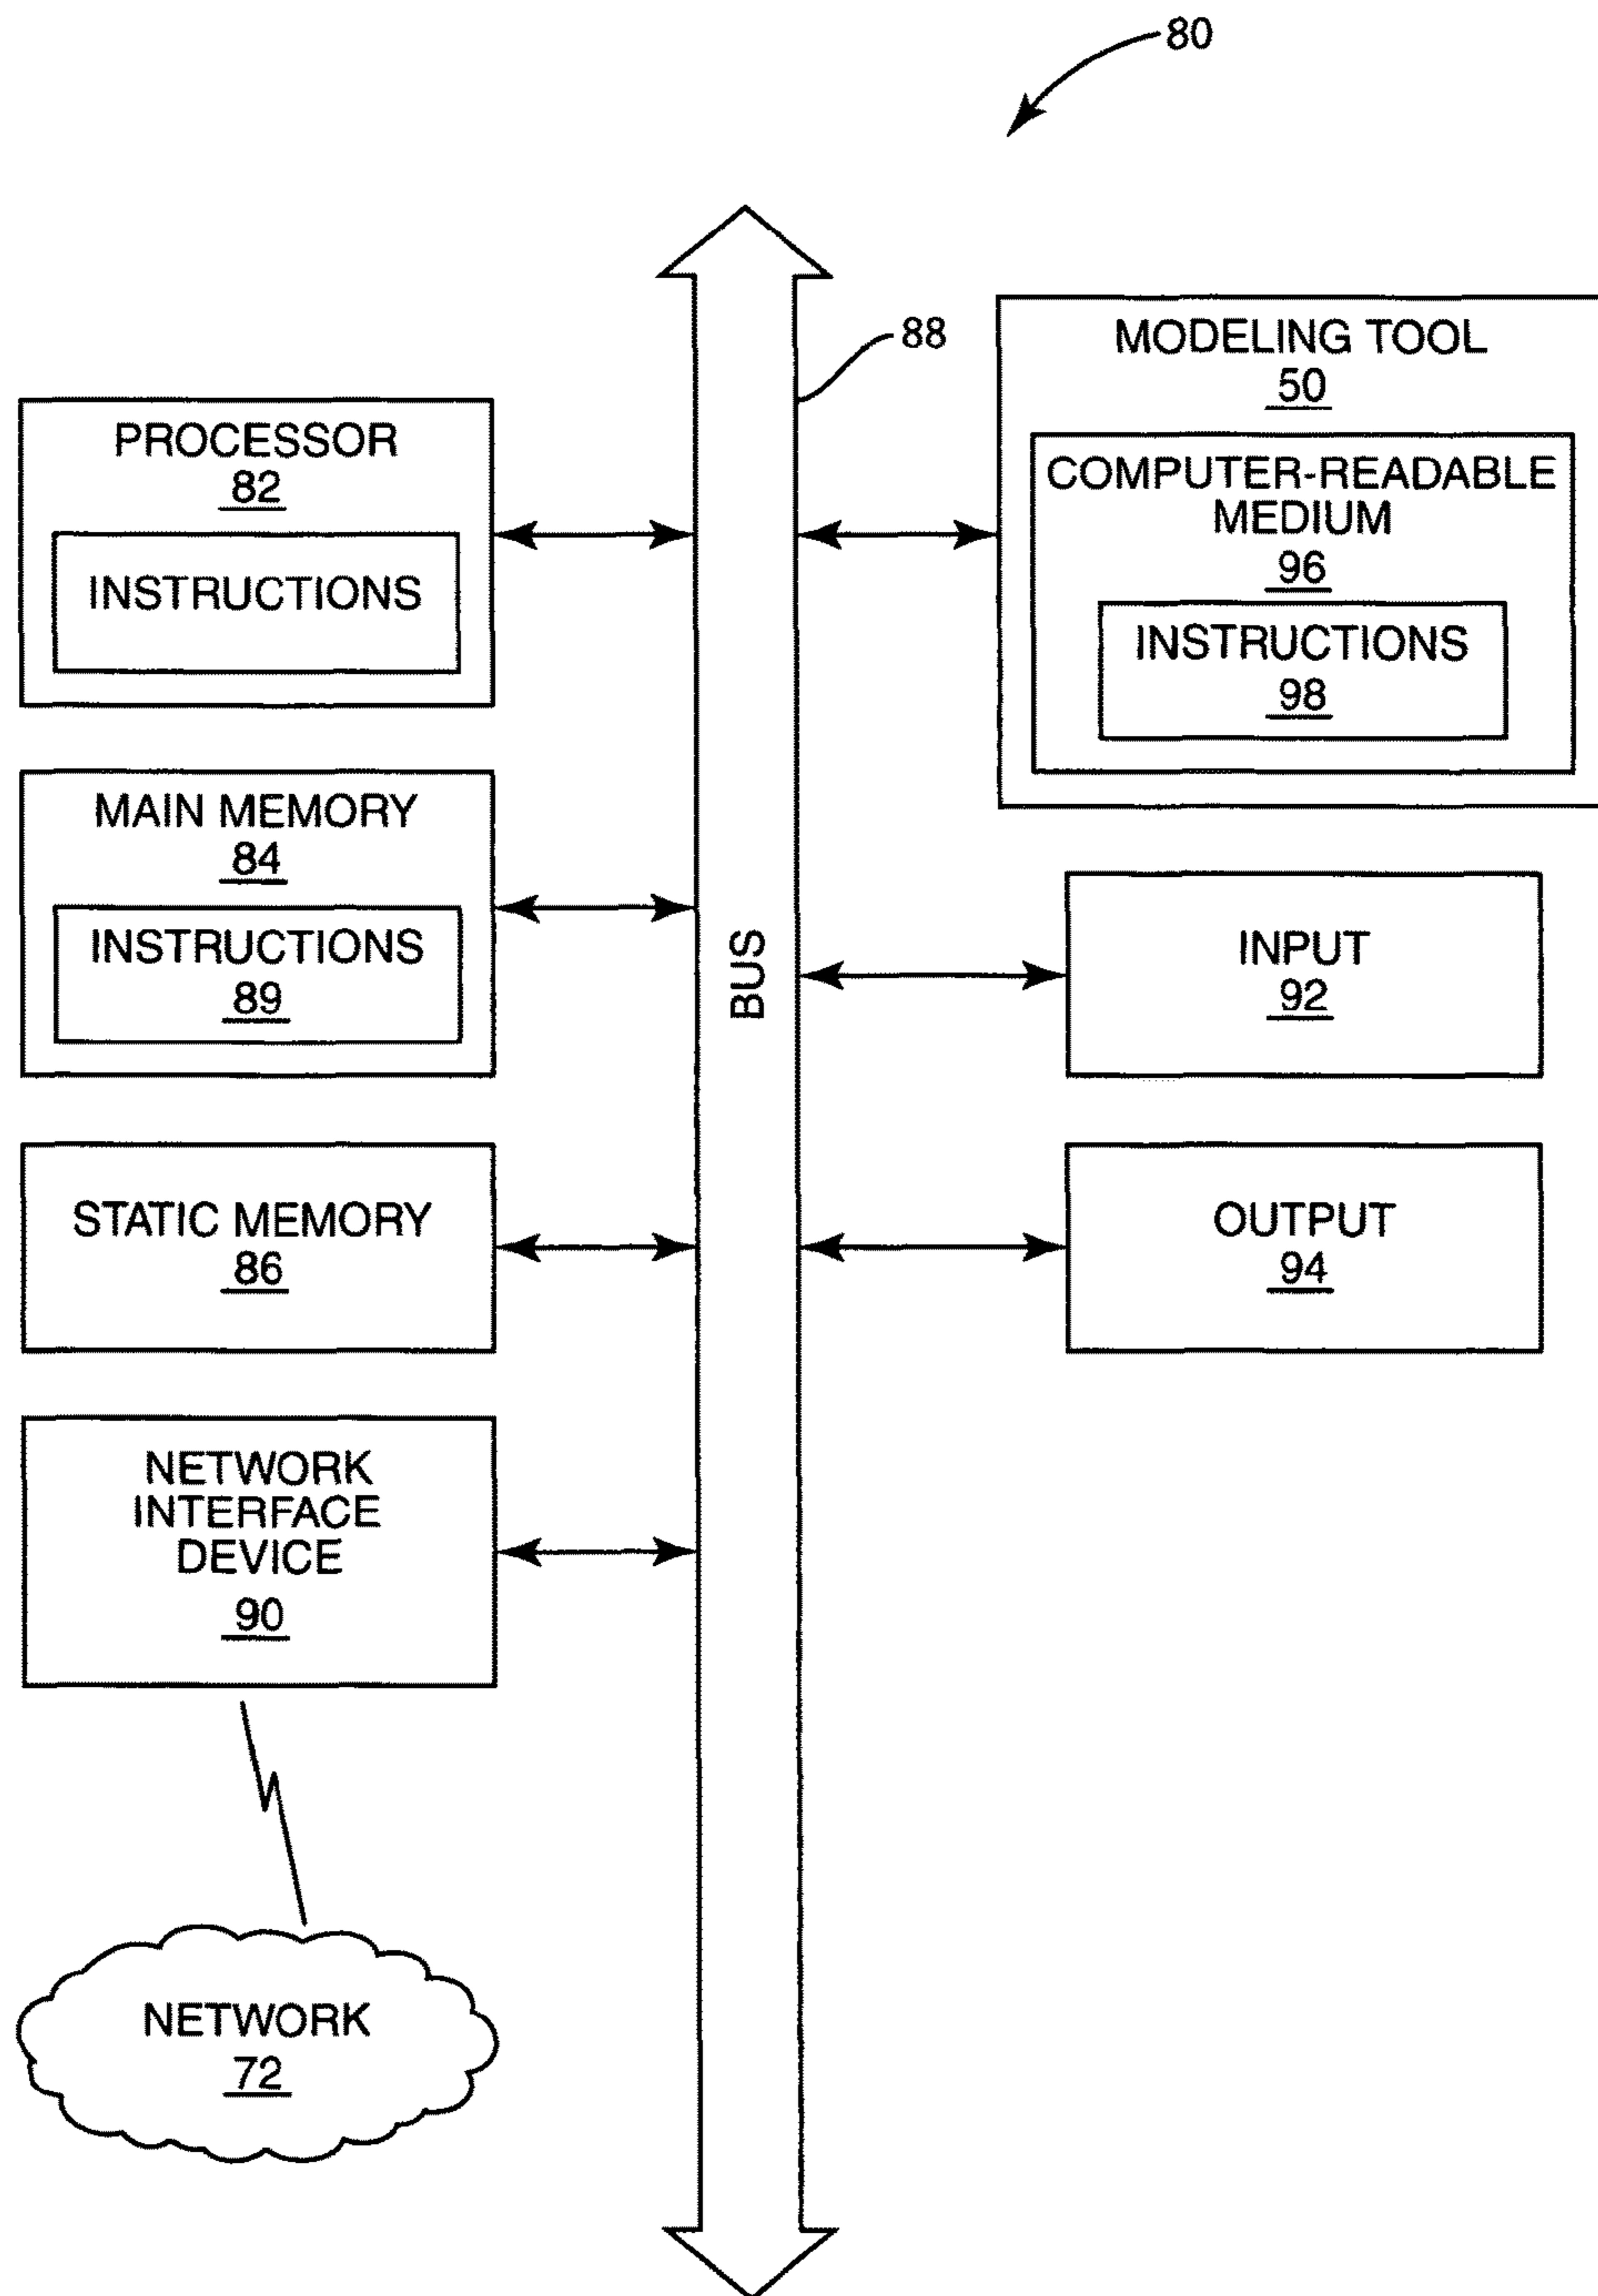 80
88
PROCESSOR
82
INSTRUCTIONS
MAIN MEMORY
84
INSTRUCTIONS
89
STATIC MEMORY
86
NETWORK
INTERFACE
DEVICE
90
NETWORK
72
BUS
MODELING TOOL
50
COMPUTER-READABLE
MEDIUM
96
INSTRUCTIONS
98
INPUT
92
OUTPUT
94